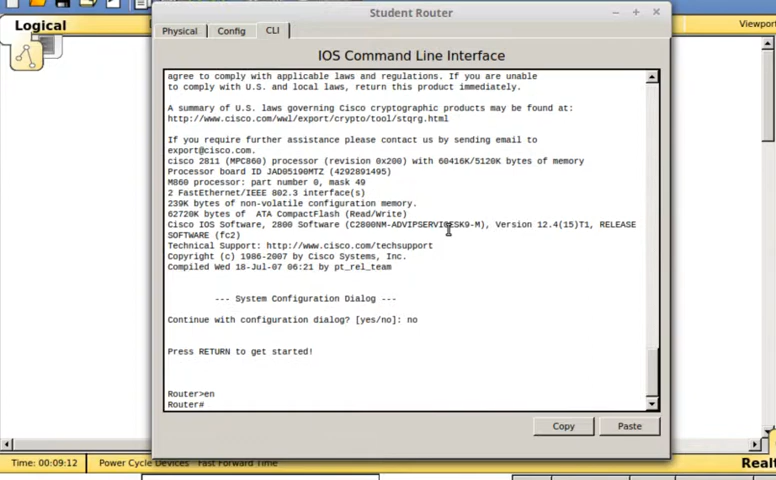 Logical
Student Router
Viewport
Physical
Config
CLI
IOS Command Line Interface
agree to comply with applicable laws and regulations. If you are unable
to comply with U.S. and local laws, return this product immediately.
A summary of U.S. laws governing Cisco cryptographic products may be found at:
http://www.cisco.com/wwl/export/crypto/tool/stqrg.html
If you require further assistance please contact us by sending email to
export@cisco.com.
cisco 2811 (MPC860) processor (revision 0x200) with 60416K/5120K bytes of memory
Processor board ID JAD05190MTZ (4292891495)
M860 processor: part number 0, mask 49
2 FastEthernet/IEEE 802.3 interface(s)
239K bytes of non-volatile configuration memory.
62720K bytes of  ATA CompactFlash (Read/Write)
Cisco IOS Software, 2800 Software (C2800NM-ADVIPSERVICESK9-M), Version 12.4(15)T1, RELEASE
SOFTWARE (fc2)
Technical Support: http://www.cisco.com/techsupport
Copyright (c) 1986-2007 by Cisco Systems, Inc.
Compiled Wed 18-Jul-07 06:21 by pt_rel_team
--- System Configuration Dialog ---
Continue with configuration dialog? [yes/no]: no
Press RETURN to get started!
Router>en
Router#
Copy
Paste
Time: 00:09:12
Power Cycle Devices
Fast Forward Time
Realt